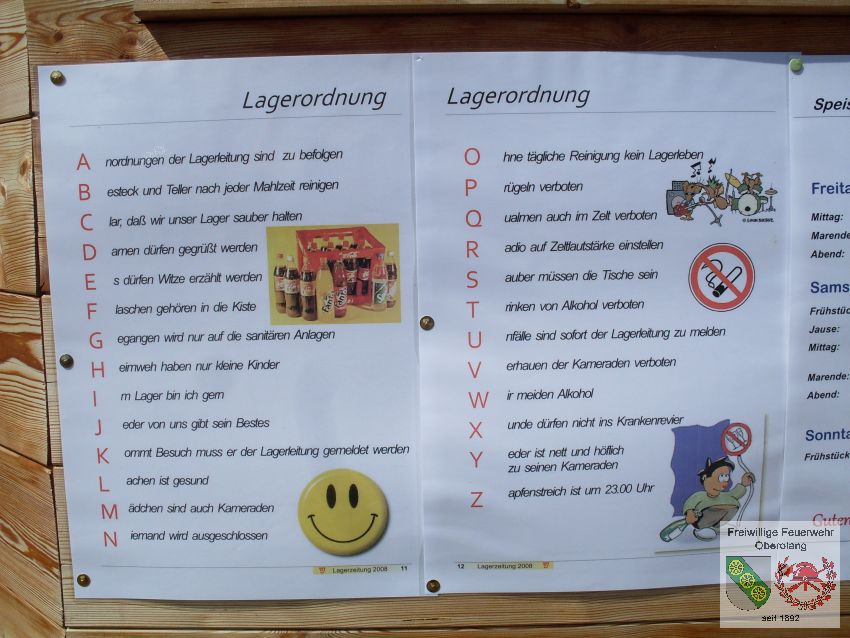 Lagerordnung
A nordnungen der Lagerleitung sind zu befolgen
B esteck und Teller nach jeder Mahlzeit reinigen
C lar, daß wir unser Lager sauber halten
D amen dürfen gegrüßt werden
E s dürfen Witze erzählt werden
F laschen gehören in die Kiste
G egangen wird nur auf die sanitären Anlagen
H eimweh haben nur kleine Kinder
I m Lager bin ich gern
J eder von uns gibt sein Bestes
K ommt Besuch muss er der Lagerleitung gemeldet werden
L achen ist gesund
M ädchen sind auch Kameraden
N iemand wird ausgeschlossen
Lagerzeitung 2008 11
Lagerordnung
O hne tägliche Reinigung kein Lagerleben
P rügeln verboten
Q ualmen auch im Zelt verboten
R adio auf Zeltlautstärke einstellen
S auber müssen die Tische sein
T rinken von Alkohol verboten
U nfälle sind sofort der Lagerleitung zu melden
V erhauen der Kameraden verboten
W ir meiden Alkohol
X unde dürfen nicht ins Krankenrevier
Y eder ist nett und höflich
zu seinen Kameraden
Z apfenstreich ist um 23.00 Uhr
12 Lagerzeitung 2008
Speis
Freita
Mittag:
Marende
Abend:
Sams
Frühstüc
Jause:
Mittag:
Marende:
Abend:
Sonnta
Frühstück
Guten
Freiwillige Feuerwehr
Oberolang
seit 1892